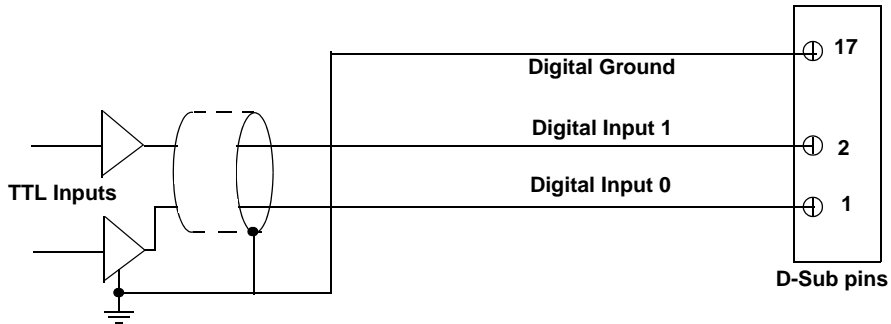 17
Digital Ground
Digital Input 1
2
TTL Inputs
Digital Input 0
1
D-Sub pins